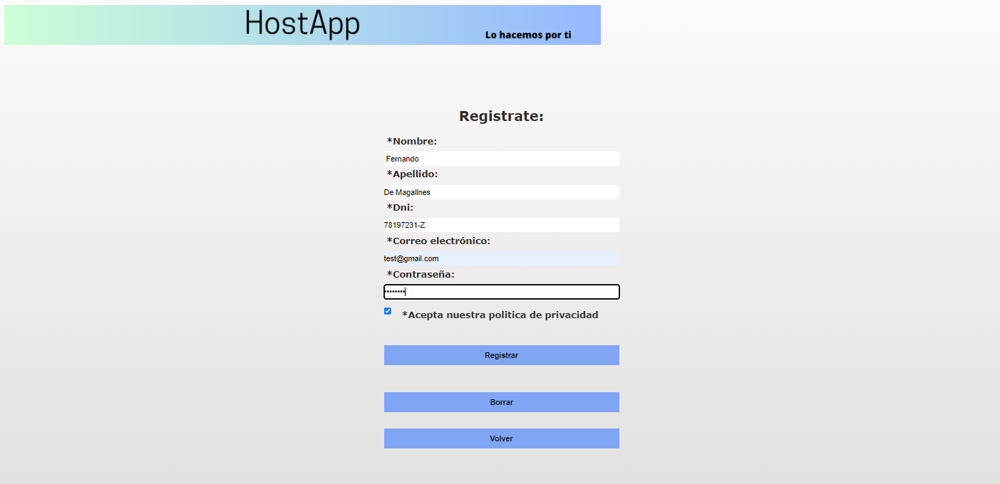 HostApp
Lo hacemos por ti
Registrate:
*Nombre:
Fernando
*Apellido:
De Magallnes
*Dni:
78197231-Z
*Correo electrónico:
test@gmail.com
*Contraseña:
••••••••
*Acepta nuestra politica de privacidad
Registrar
Borrar
Volver